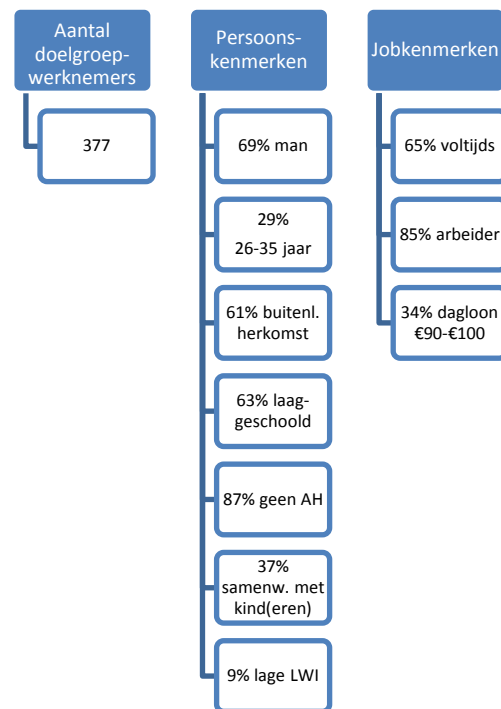 Aantal
doelgroep-
werknemers
377
Persoons-
kenmerken
69% man
29%
26-35 jaar
61% buitenl.
herkomst
63% laag-
geschoold
87% geen AH
37%
samenw. met
kind(eren)
9% lage LWI
Jobkenmerken
65% voltijds
85% arbeider
34% dagloon
€90-€100